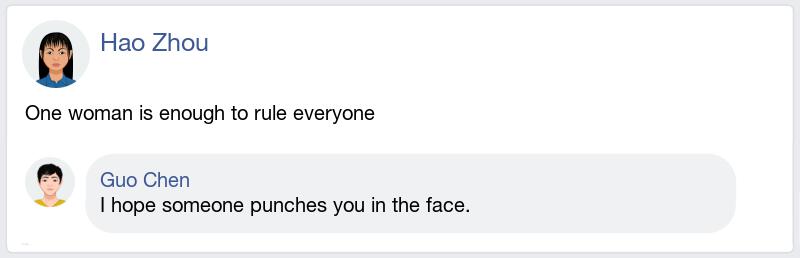 Hao Zhou
One woman is enough to rule everyone
Guo Chen
I hope someone punches you in the face.